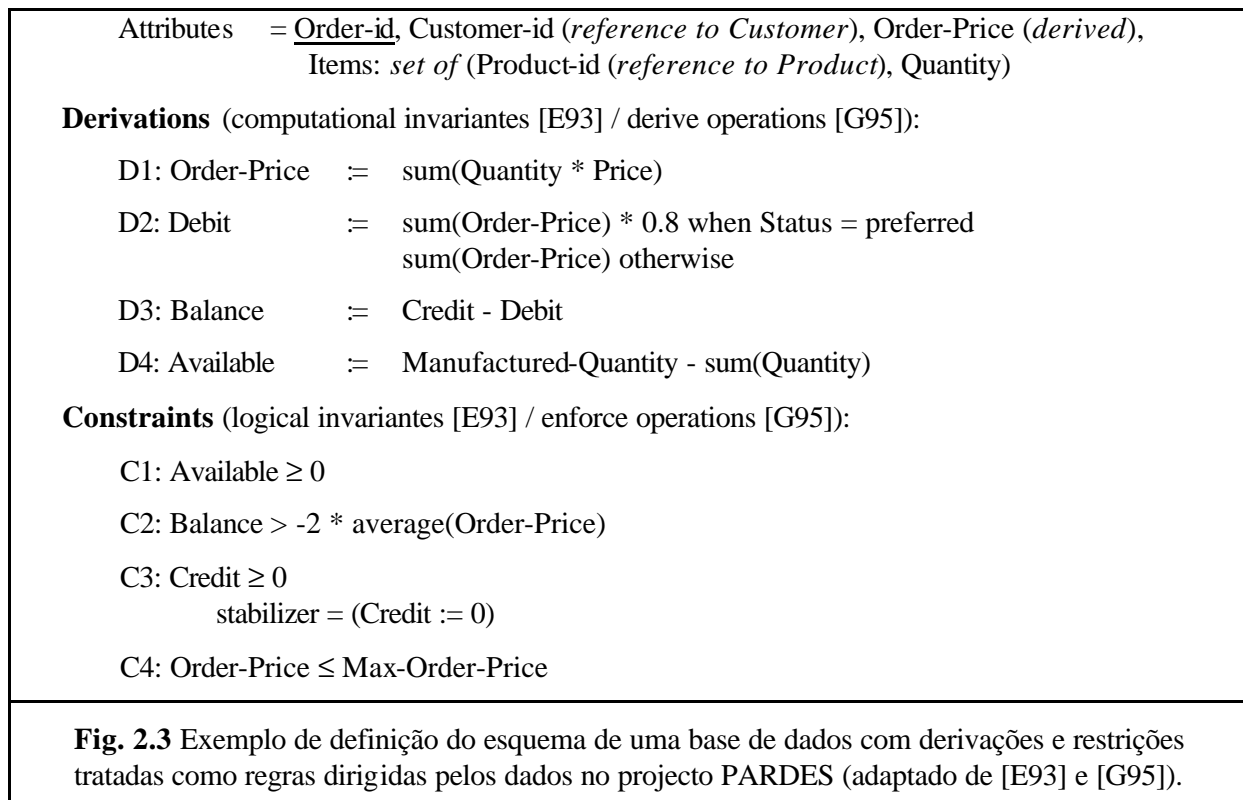 Attributes = Order-id, Customer-id (reference to Customer), Order-Price (derived),
Items: set of (Product-id (reference to Product), Quantity)
Derivations (computational invariantes [E93] / derive operations [G95]):
D1: Order-Price := sum(Quantity * Price)
D2: Debit := sum(Order-Price) * 0.8 when Status = preferred
sum(Order-Price) otherwise
D3: Balance := Credit - Debit
D4: Available := Manufactured-Quantity - sum(Quantity)
Constraints (logical invariantes [E93] / enforce operations [G95]):
C1: Available ≥ 0
C2: Balance > -2 * average(Order-Price)
C3: Credit ≥ 0
stabilizer = (Credit := 0)
C4: Order-Price ≤ Max-Order-Price
Fig. 2.3 Exemplo de definição do esquema de uma base de dados com derivações e restrições
tratadas como regras dirigidas pelos dados no projecto PARDES (adaptado de [E93] e [G95]).